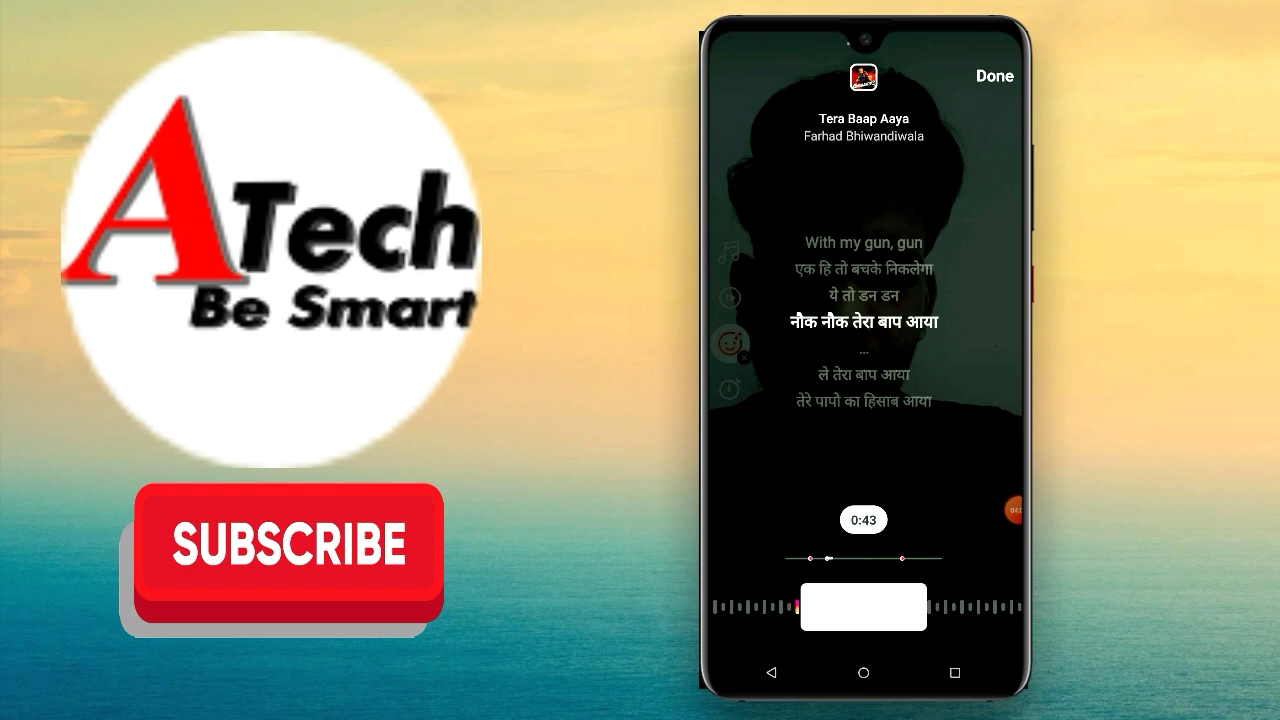 ATech
Be Smart
SUBSCRIBE
Done
Tera Baap Aaya
Farhad Bhiwandiwala
With my gun, gun
एक हि तो बचके निकलेगा
ये तो डन डन
नौक नौक तेरा बाप आया
...
ले तेरा बाप आया
तेरे पापो का हिसाब आया
0:43